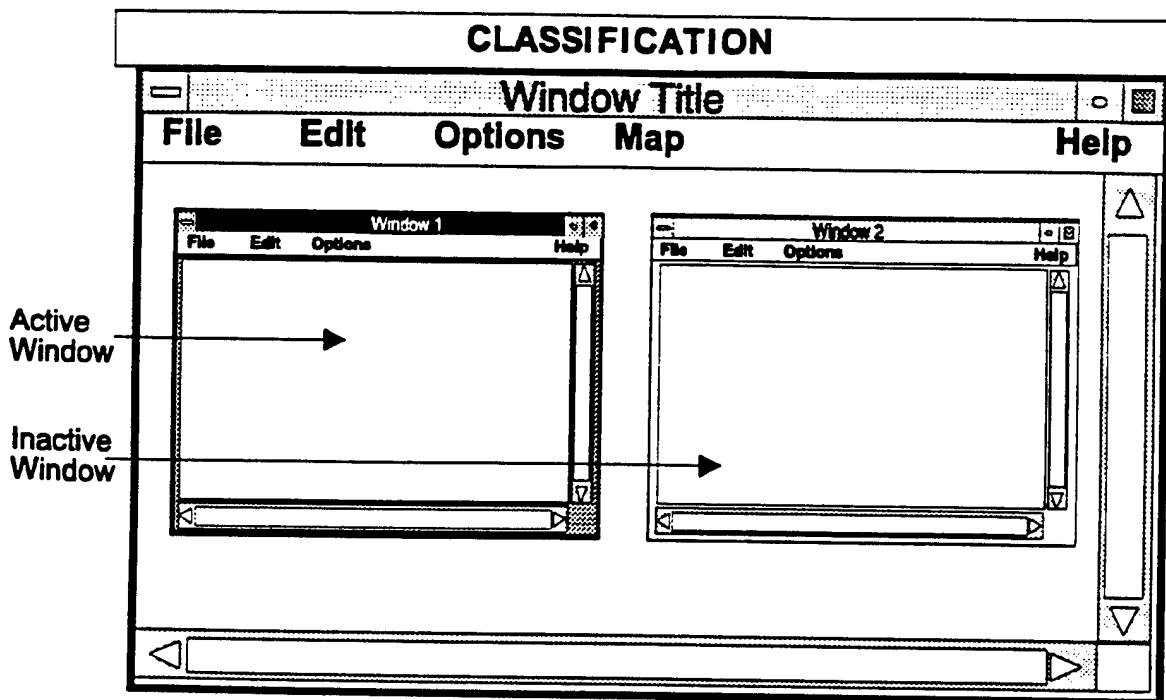 CLASSIFICATION
Window Title
File Edit Options Map Help
Window 1
File Edit Options Help
Window 2
File Edit Options Help
Active
Window
Inactive
Window